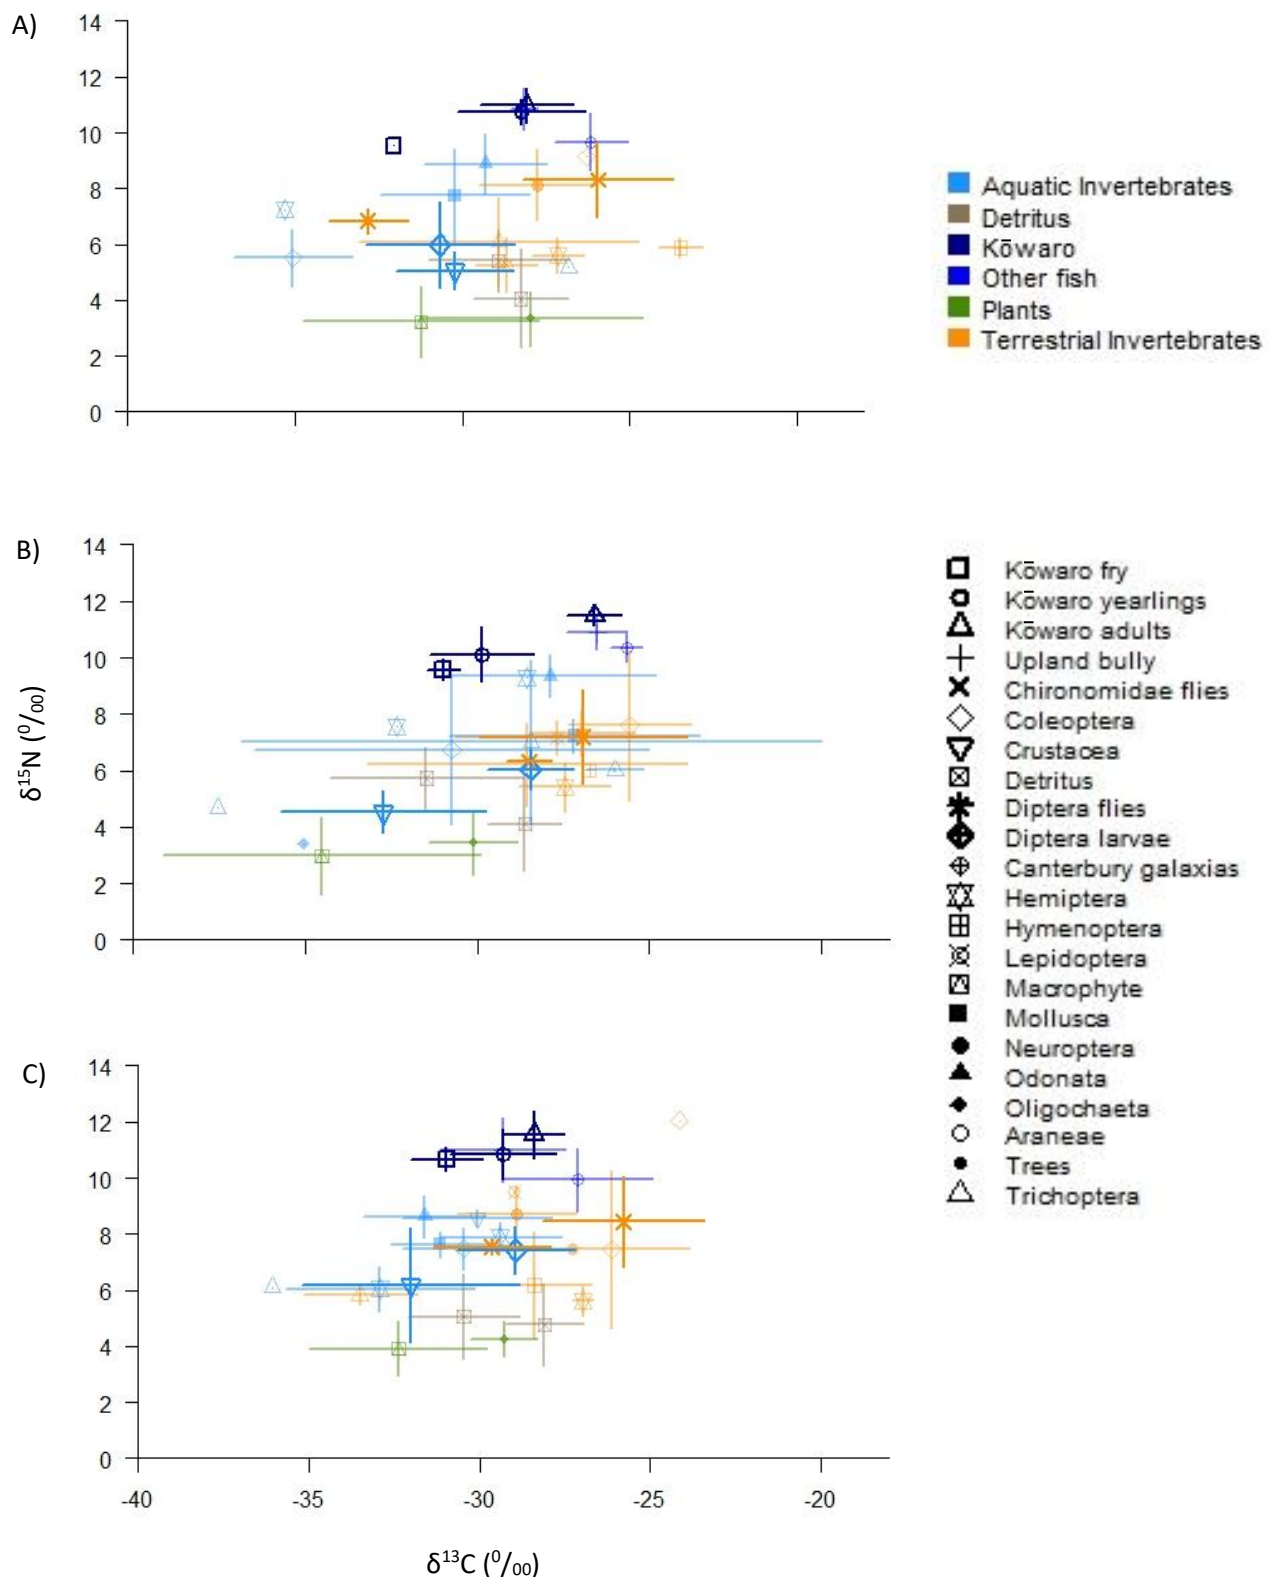 A)
14
12
10
8
6
4
2
0
Aquatic Invertebrates
Detritus
Kōwaro
Other fish
Plants
Terrestrial Invertebrates
B)
14
12
10
8
6
4
2
0
δ15N (0/00)
Kōwaro fry
Kōwaro yearlings
Kōwaro adults
Upland bully
Chironomidae flies
Coleoptera
Crustacea
Detritus
Diptera flies
Diptera larvae
Canterbury galaxias
Hemiptera
Hymenoptera
Lepidoptera
Macrophyte
Mollusca
Neuroptera
Odonata
Oligochaeta
Araneae
Trees
Trichoptera
C)
14
12
10
8
6
4
2
0
-40 -35 -30 -25 -20
δ13C (0/00)